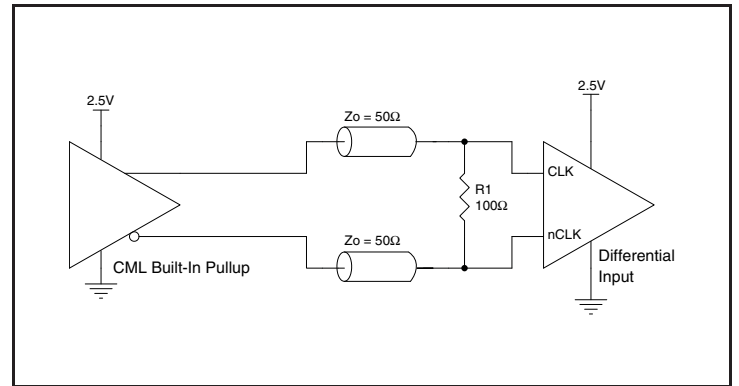 2.5V
2.5V
Zo = 50Ω
CLK
R1
100Ω
nCLK
Zo = 50Ω
CML Built-In Pullup
Differential
Input